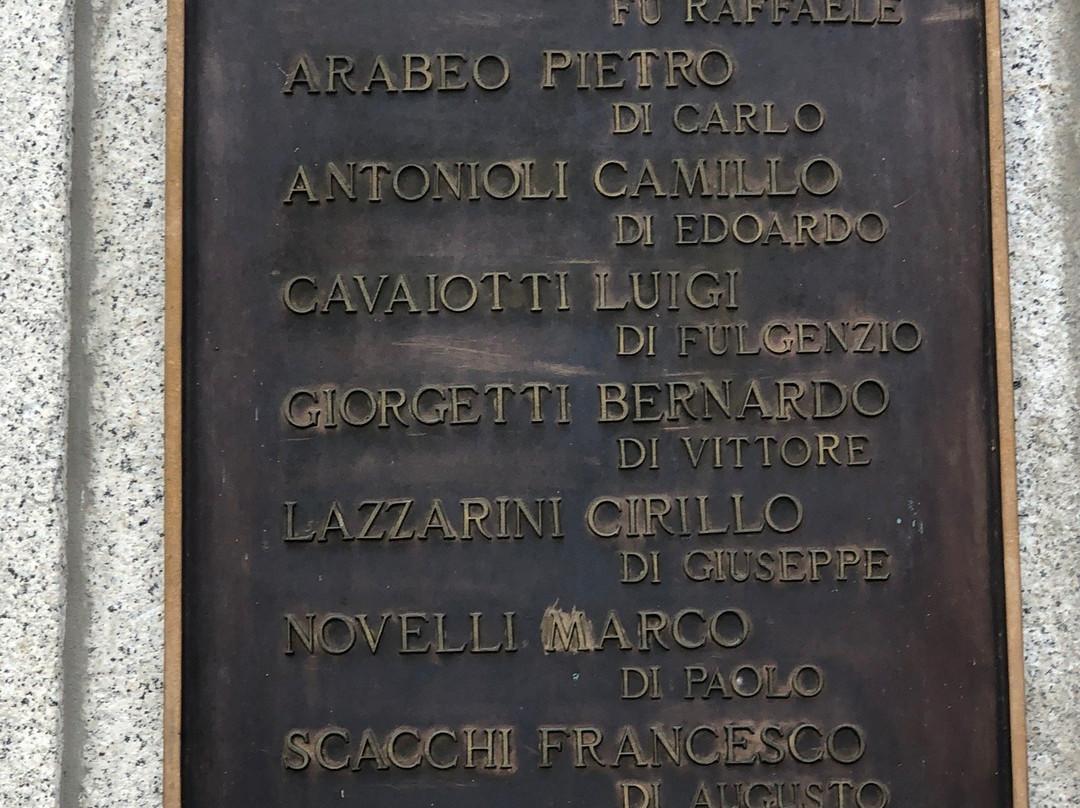 FU RAFFAELE
ARABEO PIETRO
DI CARLO
ANTONIOLI CAMILLO
DI EDOARDO
CAVAIOTTI LUIGI
DI FULGENZIO
GIORGETTI BERNARDO
DI VITTORE
LAZZARINI CIRILLO
DI GIUSEPPE
NOVELLI MARCO
DI PAOLO
SCACCHI FRANCESCO
DI AUGUSTO